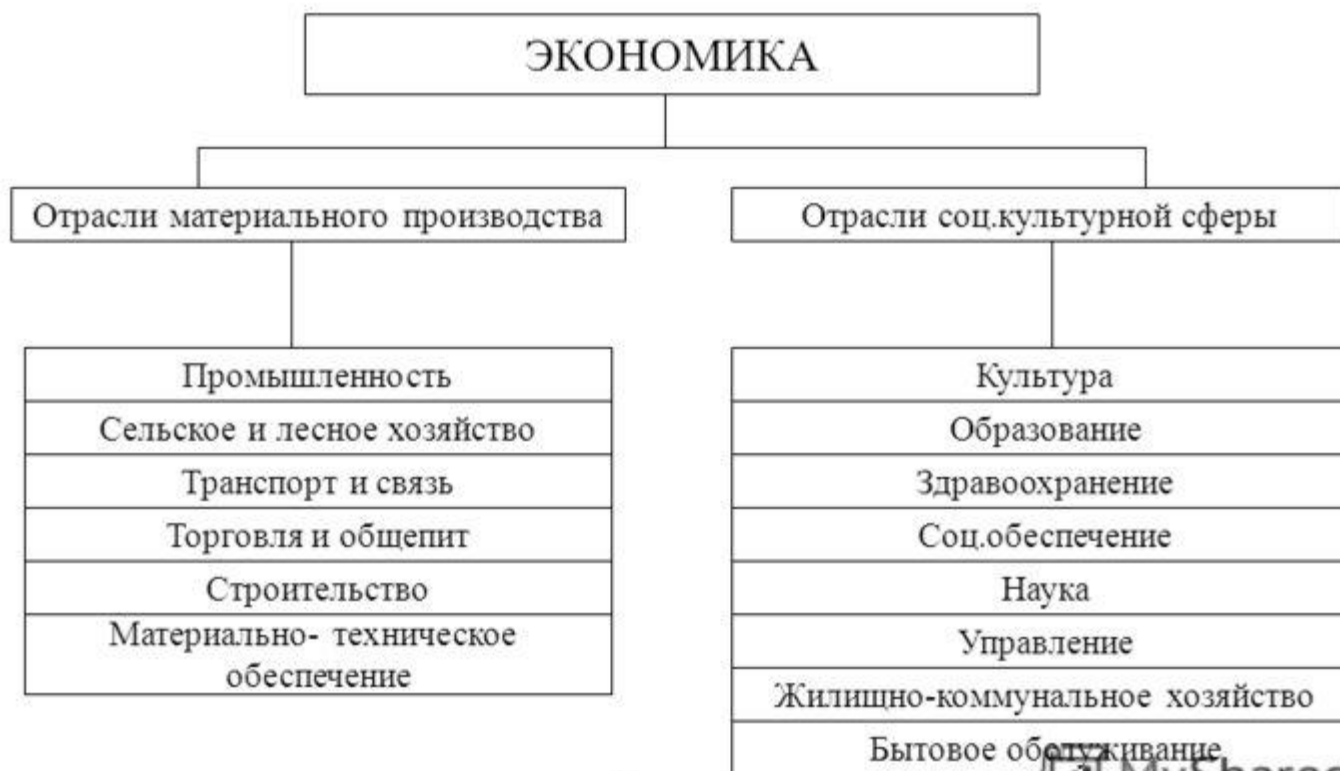 ЭКОНОМИКА
Отрасли материального производства
Промышленность
Сельское и лесное хозяйство
Транспорт и связь
Торговля и общепит
Строительство
Материально- техническое
обеспечение
Отрасли соц.культурной сферы
Культура
Образование
Здравоохранение
Соц.обеспечение
Наука
Управление
Жилищно-коммунальное хозяйство
Бытовое обслуживание
MyShared